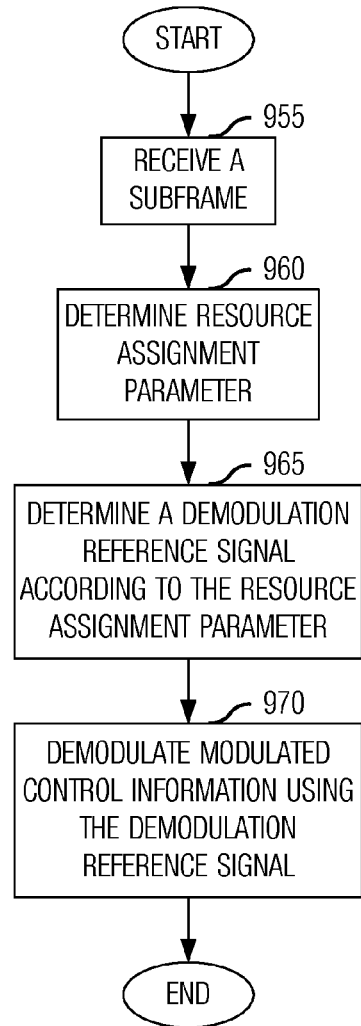 START
955
RECEIVE A
SUBFRAME
960
DETERMINE RESOURCE
ASSIGNMENT
PARAMETER
965
DETERMINE A DEMODULATION
REFERENCE SIGNAL
ACCORDING TO THE RESOURCE
ASSIGNMENT PARAMETER
970
DEMODULATE MODULATED
CONTROL INFORMATION USING
THE DEMODULATION
REFERENCE SIGNAL
END